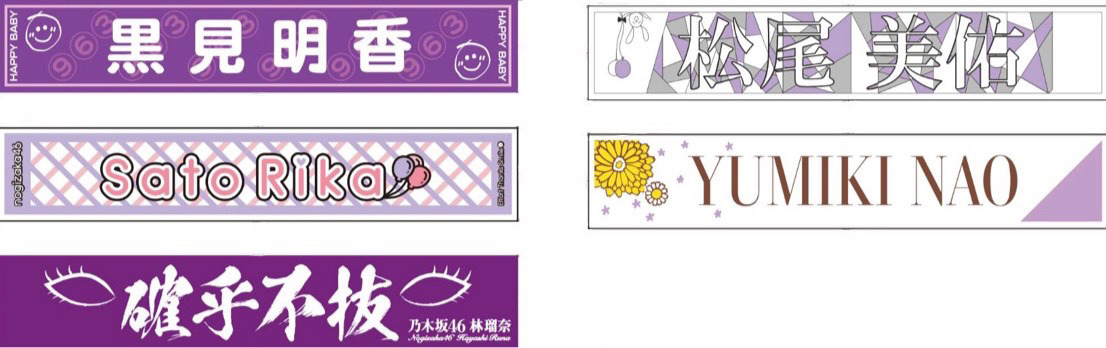 HAPPY BABY
黒見明香
HAPPY BABY
松尾美佑
nogizaka46
Sato Rika
YUMIKI NAO
確乎不抜
乃木坂46 林瑠奈
Nogizaka46 Hayashi Runa